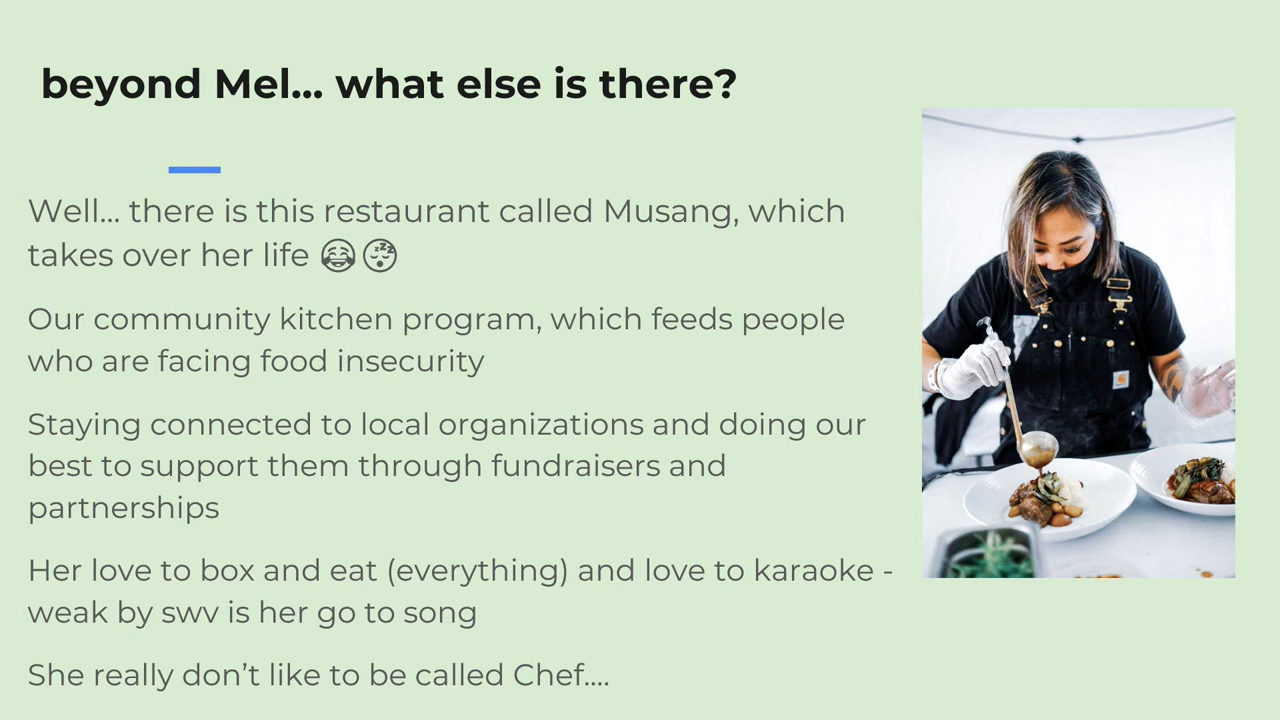 beyond Mel... what else is there?
Well... there is this restaurant called Musang, which
takes over her life 😂😴
Our community kitchen program, which feeds people
who are facing food insecurity
Staying connected to local organizations and doing our
best to support them through fundraisers and
partnerships
Her love to box and eat (everything) and love to karaoke -
weak by swv is her go to song
She really don’t like to be called Chef....